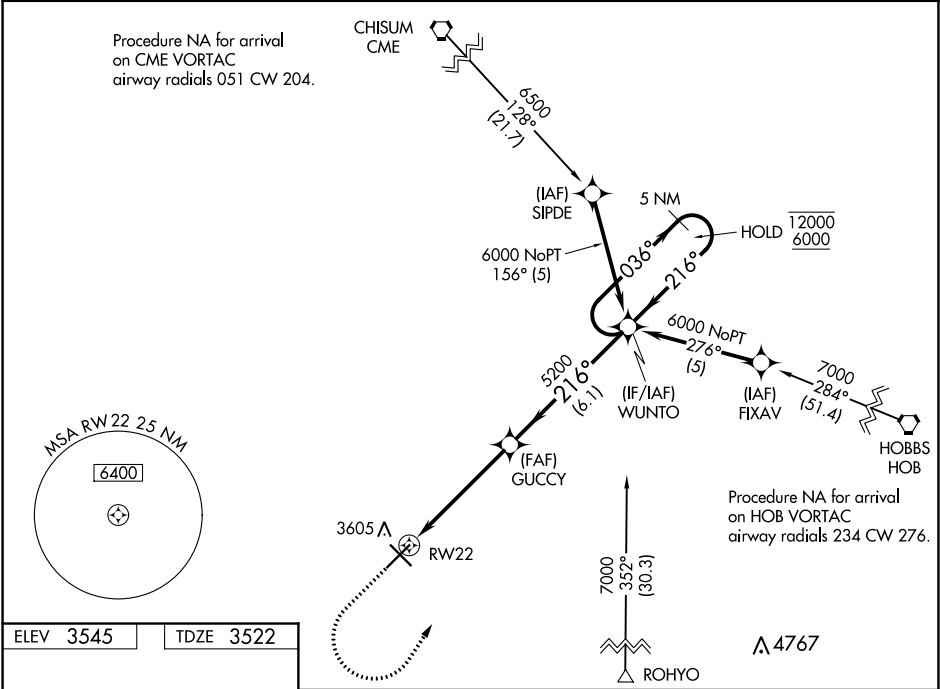 Procedure NA for arrival
on CME VORTAC
airway radials 051 CW 204.
CHISUM
CME
6500
128°
(21.7)
(IAF)
SIPDE
5 NM
HOLD
12000
6000
6000 NoPT
156° (5)
036°
216°
6000 NoPT
276°
(5)
7000
284°
(51.4)
(IAF)
FIXAV
HOBBS
HOB
5200
216°
(6.1)
(IF/IAF)
WUNTO
(FAF)
GUCCY
MSA RW22 25 NM
6400
Procedure NA for arrival
on HOB VORTAC
airway radials 234 CW 276.
3605
RW22
7000
352°
(30.3)
ROHYO
4767
ELEV 3545
TDZE 3522